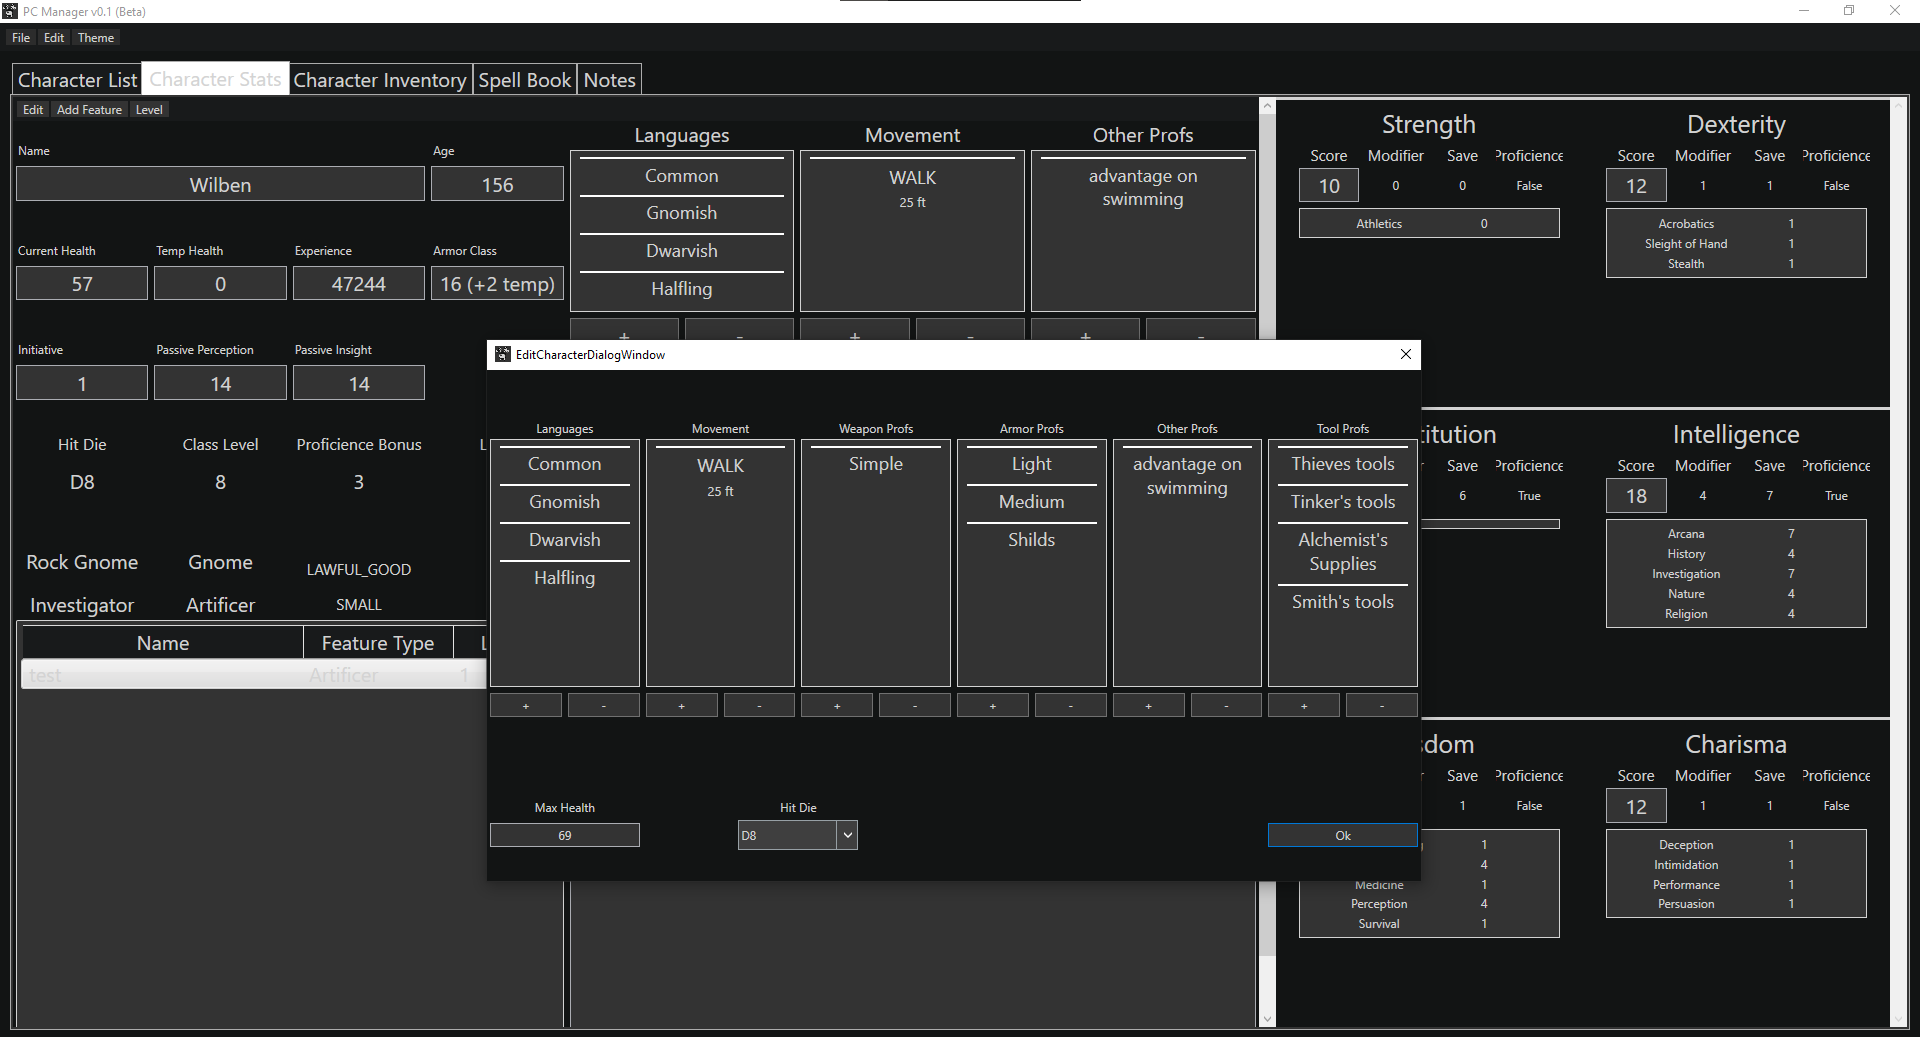 PC Manager v0.1 (Beta)
File Edit Theme
Character List Character Stats Character Inventory Spell Book Notes
Edit Add Feature Level
Name Age
Wilben 156
Current Health Temp Health Experience Armor Class
57 0 47244 16 (+2 temp)
Initiative Passive Perception Passive Insight
1 14 14
Hit Die Class Level Proficience Bonus
D8 8 3
Rock Gnome Gnome LAWFUL_GOOD
Investigator Artificer SMALL
Name Feature Type
test Artificer 1
Languages Movement Other Profs
Common WALK advantage on
25 ft swimming
Gnomish
Dwarvish
Halfling
+ - + - + -
EditCharacterDialogWindow
Languages Movement Weapon Profs Armor Profs Other Profs Tool Profs
Common WALK Simple Light advantage on Thieves tools
25 ft swimming
Gnomish Medium Tinker's tools
Dwarvish Shilds Alchemist's
Supplies
Halfling Smith's tools
+ - + - + - + - + - + -
Max Health Hit Die
69 D8 Ok
Strength
Score Modifier Save Proficience
10 0 0 False
Athletics 0
Dexterity
Score Modifier Save Proficience
12 1 1 False
Acrobatics 1
Sleight of Hand 1
Stealth 1
titution
Save Proficience
6 True
Intelligence
Score Modifier Save Proficience
18 4 7 True
Arcana 7
History 4
Investigation 7
Nature 4
Religion 4
dom
Save Proficience
1 False
1
4
Medicine 1
Perception 4
Survival 1
Charisma
Score Modifier Save Proficience
12 1 1 False
Deception 1
Intimidation 1
Performance 1
Persuasion 1